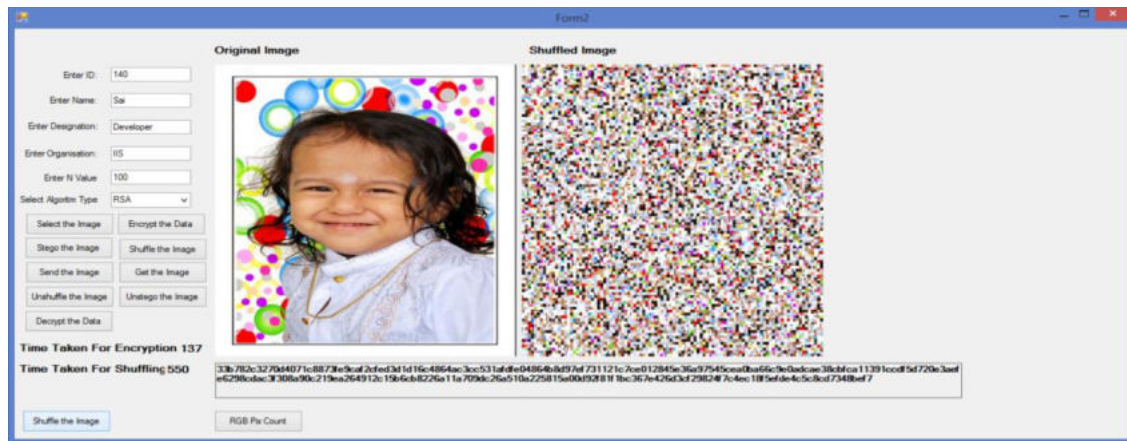 Form2
Original Image
Shuffled Image
Enter ID: 140
Enter Name: Sai
Enter Designation: Developer
Enter Organisation: IIS
Enter N Value 100
Select Algoritm Type RSA
Select the Image Encrypt the Data
Stego the Image Shuffle the Image
Send the Image Get the Image
Unshuffle the Image Unstego the Image
Decrypt the Data
Time Taken For Encryption 137
Time Taken For Shuffling 550
Shuffle the Image RGB Pix Count